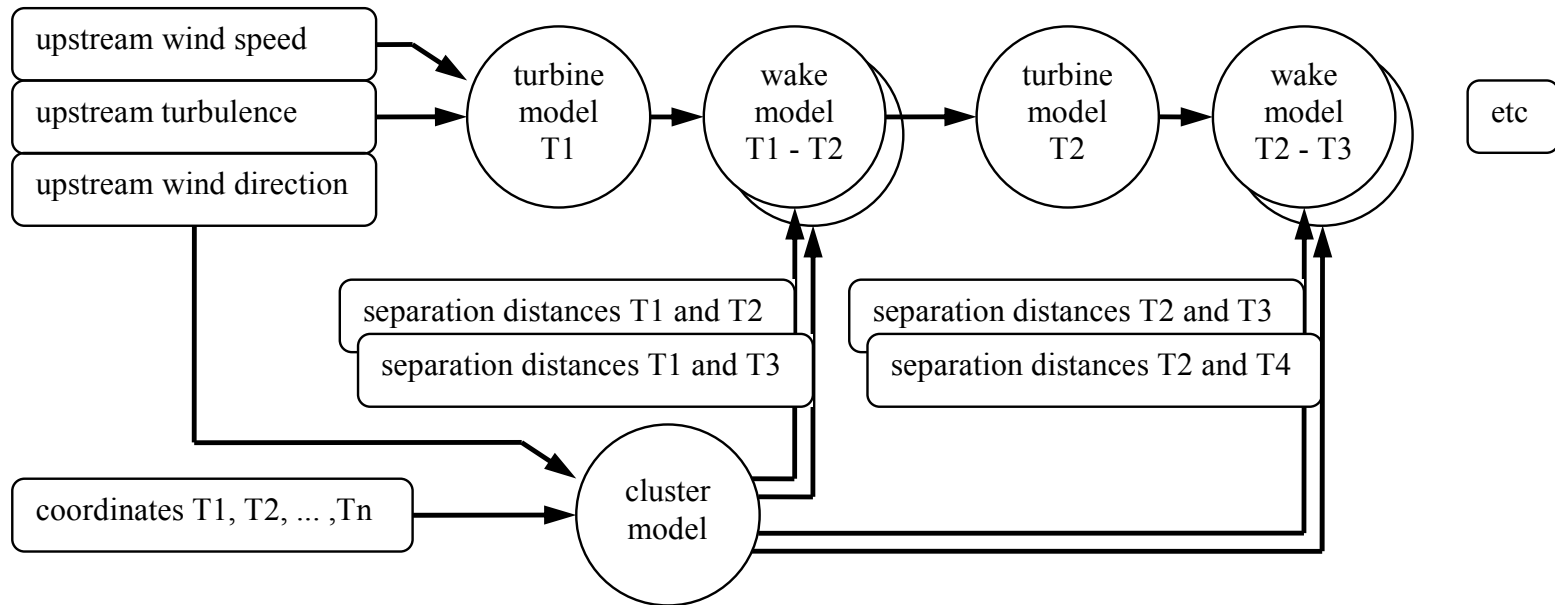 upstream wind speed
upstream turbulence
upstream wind direction
turbine
model
T1
wake
model
T1 - T2
turbine
model
T2
wake
model
T2 - T3
etc
separation distances T1 and T2
separation distances T1 and T3
separation distances T2 and T3
separation distances T2 and T4
coordinates T1, T2, ... ,Tn
cluster
model